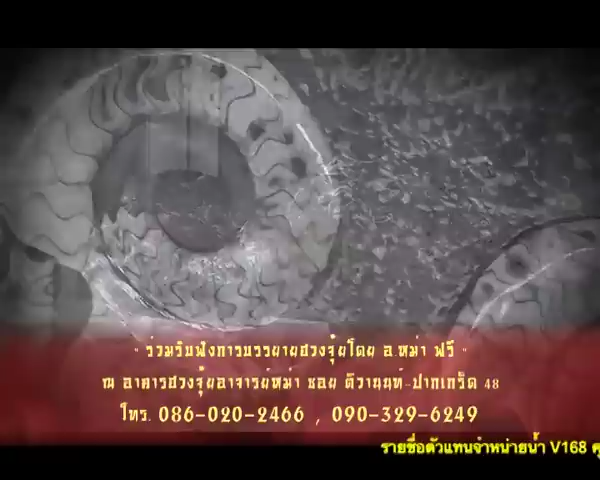 " ร่วมรับฟังการบรรยายฮวงจุ้ยโดย อ.หม่า ฟรี "
ณ อาคารฮวงจุ้ยอาจารย์หม่า ซอย ติวานนท์-ปากเกร็ด 48
โทร. 086-020-2466 , 090-329-6249
รายชื่อตัวแทนจำหน่ายน้ำ V168